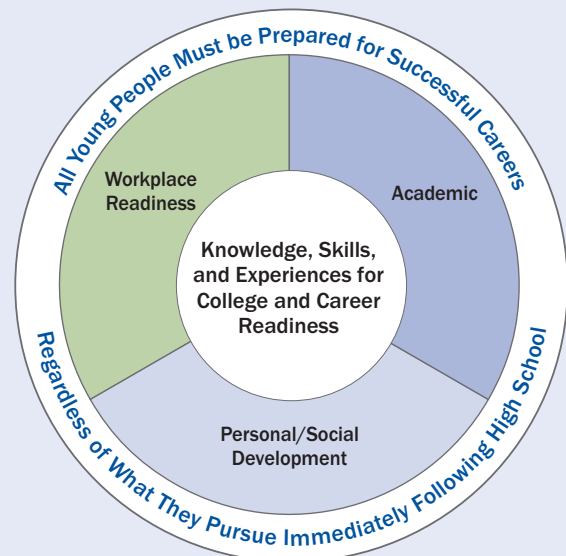 All Young People Must be Prepared for Successful Careers
Workplace
Readiness
Academic
Knowledge, Skills,
and Experiences for
College and Career
Readiness
Personal/Social
Development
Regardless of What They Pursue Immediately Following High School